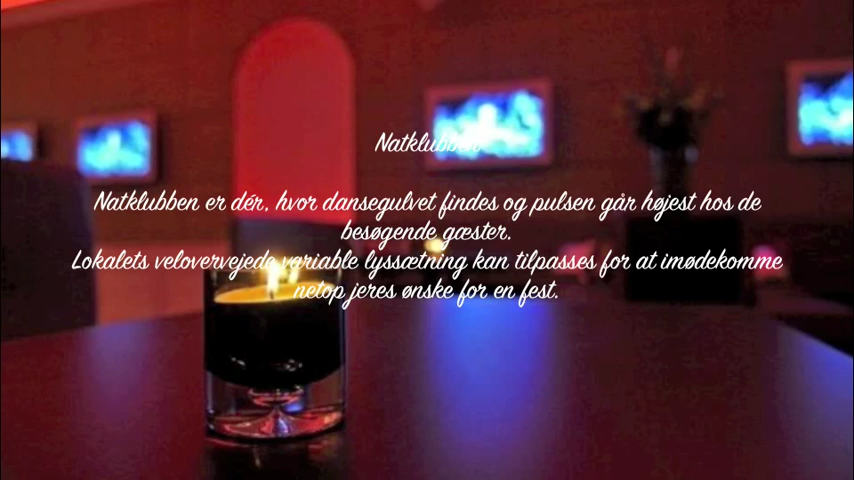 Natklubben
Natklubben er dér, hvor dansegulvet findes og pulsen går højest hos de
besøgende gæster.
Lokalets velovervejede variable lyssætning kan tilpasses for at imødekomme
netop jeres ønske for en fest.